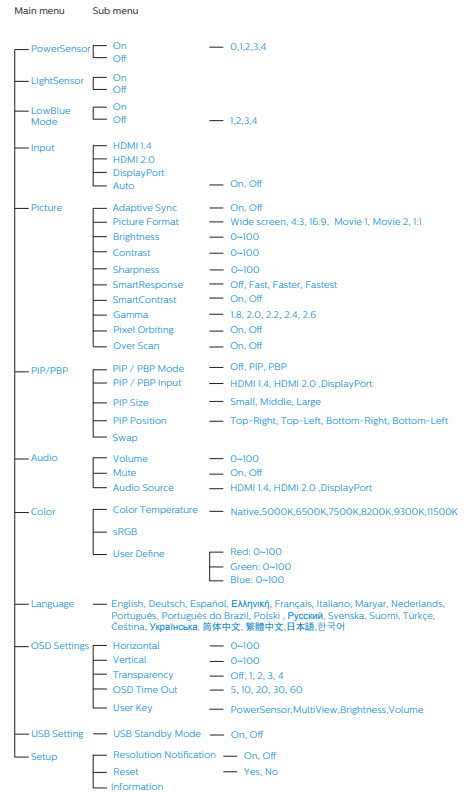 Main menu Sub menu
PowerSensor On 0,1,2,3,4
Off
LightSensor On
Off
LowBlue Mode On
Off 1,2,3,4
Input HDMI 1.4
HDMI 2.0
DisplayPort
Auto On, Off
Picture Adaptive Sync On, Off
Picture Format Wide screen, 4:3, 16:9, Movie 1, Movie 2, 1:1
Brightness 0~100
Contrast 0~100
Sharpness 0~100
SmartResponse Off, Fast, Faster, Fastest
SmartContrast On, Off
Gamma 1.8, 2.0, 2.2, 2.4, 2.6
Pixel Orbiting On, Off
Over Scan On, Off
PIP/PBP PIP / PBP Mode Off, PIP, PBP
PIP / PBP Input HDMI 1.4, HDMI 2.0 ,DisplayPort
PIP Size Small, Middle, Large
PIP Position Top-Right, Top-Left, Bottom-Right, Bottom-Left
Swap
Audio Volume 0~100
Mute On, Off
Audio Source HDMI 1.4, HDMI 2.0 ,DisplayPort
Color Color Temperature Native,5000K,6500K,7500K,8200K,9300K,11500K
sRGB
User Define Red: 0~100
Green: 0~100
Blue: 0~100
Language English, Deutsch, Español, Ελληνική, Français, Italiano, Maryar, Nederlands,
Português, Português do Brazil, Polski , Русский, Svenska, Suomi, Türkçe,
Čeština, Українська, 简体中文, 繁體中文,日本語,한국어
OSD Settings Horizontal 0~100
Vertical 0~100
Transparency Off, 1, 2, 3, 4
OSD Time Out 5, 10, 20, 30, 60
User Key PowerSensor,MultiView,Brightness,Volume
USB Setting USB Standby Mode On, Off
Setup Resolution Notification On, Off
Reset Yes, No
Information